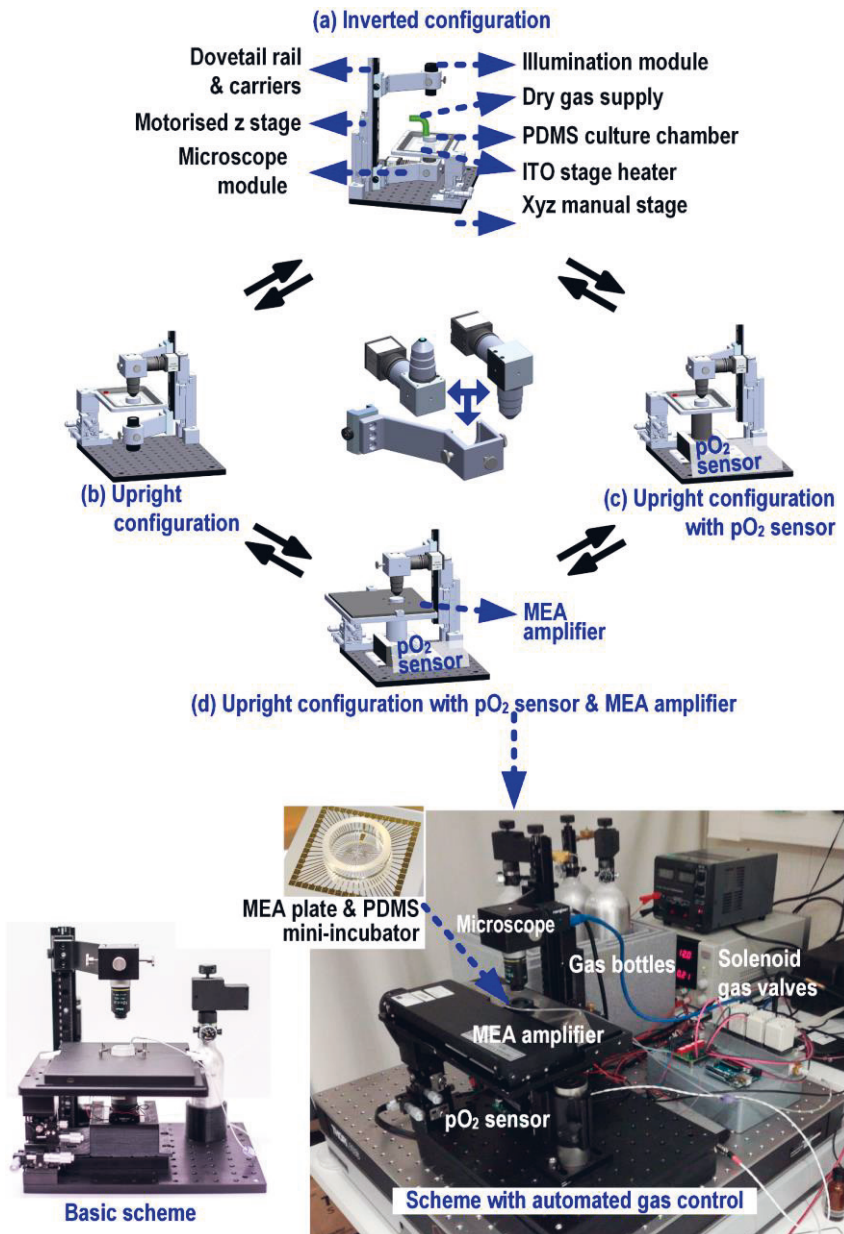 (a) Inverted configuration
Dovetail rail
& carriers
Motorised z stage
Microscope
module
Illumination module
Dry gas supply
PDMS culture chamber
ITO stage heater
Xyz manual stage
(b) Upright
configuration
pO₂
sensor
(c) Upright configuration
with pO₂ sensor
pO₂
sensor
MEA
amplifier
(d) Upright configuration with pO₂ sensor & MEA amplifier
MEA plate & PDMS
mini-incubator
Microscope
Gas bottles
Solenoid
gas valves
MEA amplifier
pO₂ sensor
Basic scheme
Scheme with automated gas control